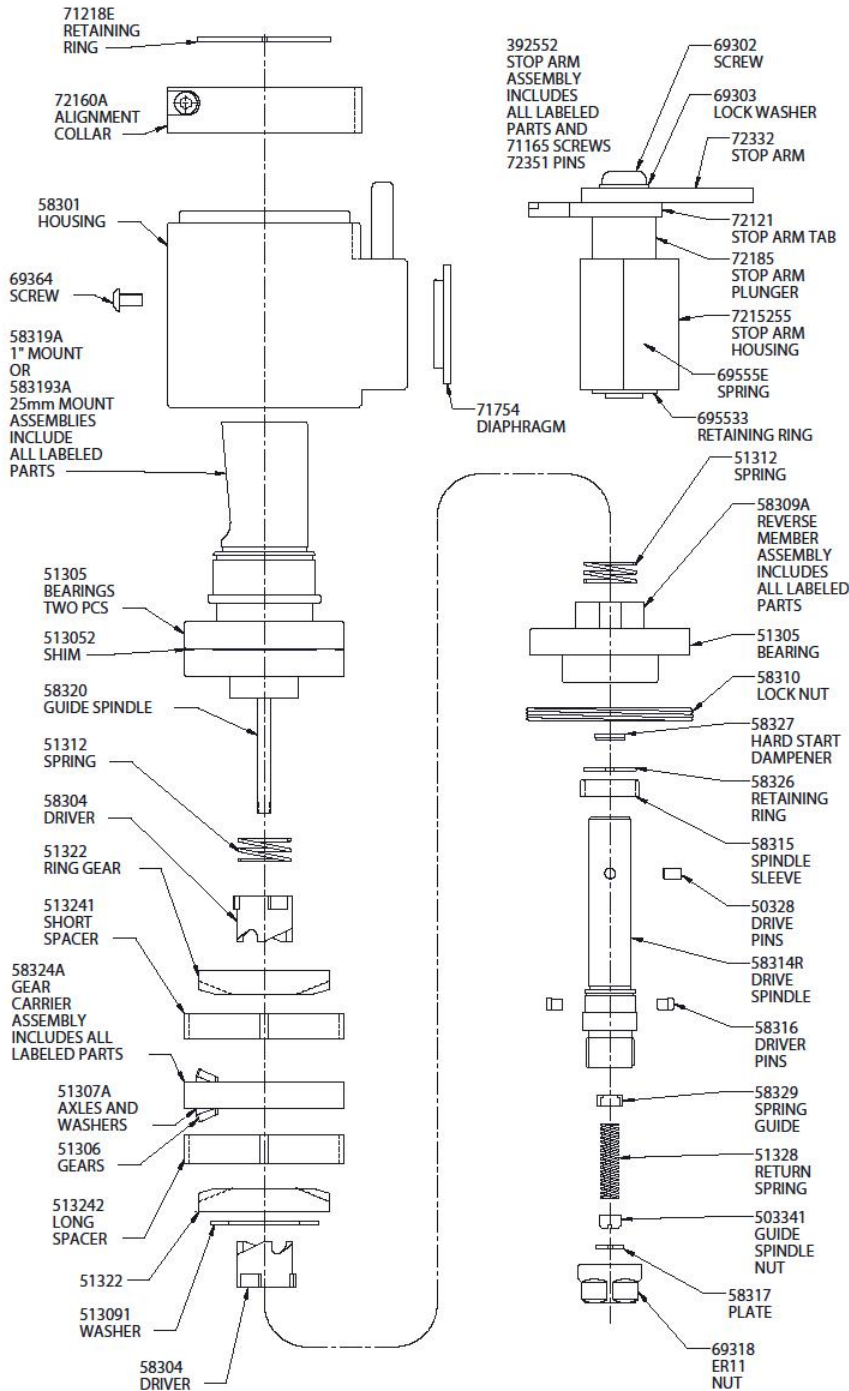 71218E
RETAINING
RING
72160A
ALIGNMENT
COLLAR
58301
HOUSING
69364
SCREW
58319A
1" MOUNT
OR
583193A
25mm MOUNT
ASSEMBLIES
INCLUDE
ALL LABELED
PARTS
51305
BEARINGS
TWO PCS
513052
SHIM
58320
GUIDE SPINDLE
51312
SPRING
58304
DRIVER
51322
RING GEAR
513241
SHORT
SPACER
58324A
GEAR
CARRIER
ASSEMBLY
INCLUDES ALL
LABELED PARTS
51307A
AXLES AND
WASHERS
51306
GEARS
513242
LONG
SPACER
51322
513091
WASHER
58304
DRIVER
71754
DIAPHRAGM
392552
STOP ARM
ASSEMBLY
INCLUDES
ALL LABELED
PARTS AND
71165 SCREWS
72351 PINS
69302
SCREW
69303
LOCK WASHER
72332
STOP ARM
72121
STOP ARM TAB
72185
STOP ARM
PLUNGER
7215255
STOP ARM
HOUSING
69555E
SPRING
695533
RETAINING RING
51312
SPRING
58309A
REVERSE
MEMBER
ASSEMBLY
INCLUDES
ALL LABELED
PARTS
51305
BEARING
58310
LOCK NUT
58327
HARD START
DAMPENER
58326
RETAINING
RING
58315
SPINDLE
SLEEVE
50328
DRIVE
PINS
58314R
DRIVE
SPINDLE
58316
DRIVER
PINS
58329
SPRING
GUIDE
51328
RETURN
SPRING
503341
GUIDE
SPINDLE
NUT
58317
PLATE
69318
ER11
NUT